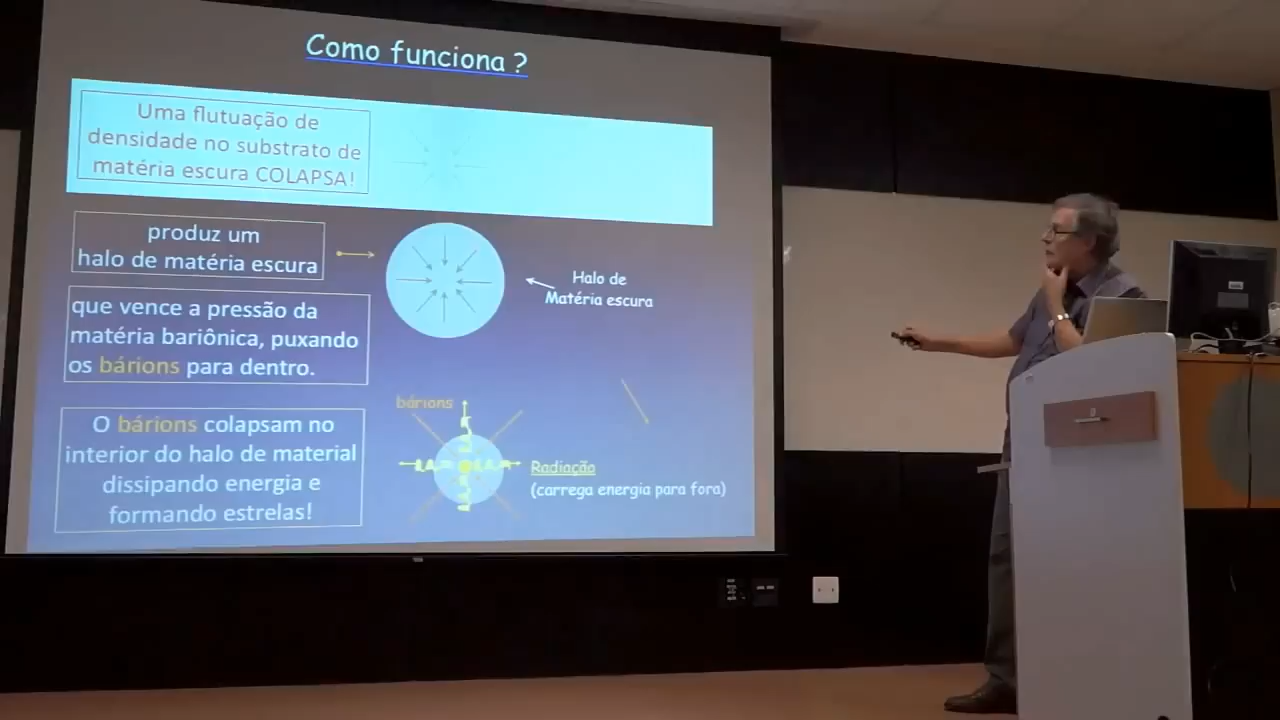 Como funciona ?
Uma flutuação de
densidade no substrato de
matéria escura COLAPSA!
produz um
halo de matéria escura
Halo de
Matéria escura
que vence a pressão da
matéria bariônica, puxando
os bárions para dentro.
bárions
O bárions colapsam no
interior do halo de material
dissipando energia e
formando estrelas!
Radiação
(carrega energia para fora)